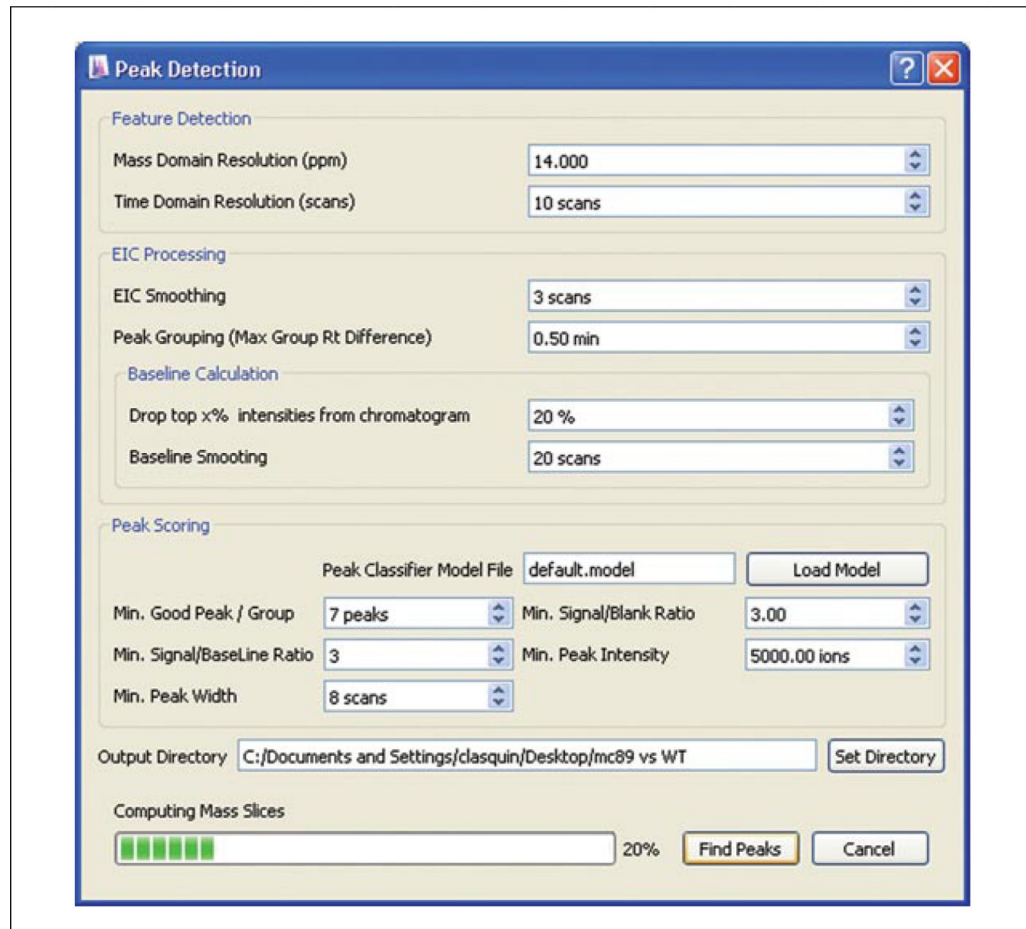 Peak Detection
Feature Detection
Mass Domain Resolution (ppm) 14.000
Time Domain Resolution (scans) 10 scans
EIC Processing
EIC Smoothing 3 scans
Peak Grouping (Max Group Rt Difference) 0.50 min
Baseline Calculation
Drop top x% intensities from chromatogram 20 %
Baseline Smooting 20 scans
Peak Scoring
Peak Classifier Model File default.model Load Model
Min. Good Peak / Group 7 peaks Min. Signal/Blank Ratio 3.00
Min. Signal/BaseLine Ratio 3 Min. Peak Intensity 5000.00 ions
Min. Peak Width 8 scans
Output Directory C:/Documents and Settings/clasquin/Desktop/mc89 vs WT Set Directory
Computing Mass Slices
20% Find Peaks Cancel